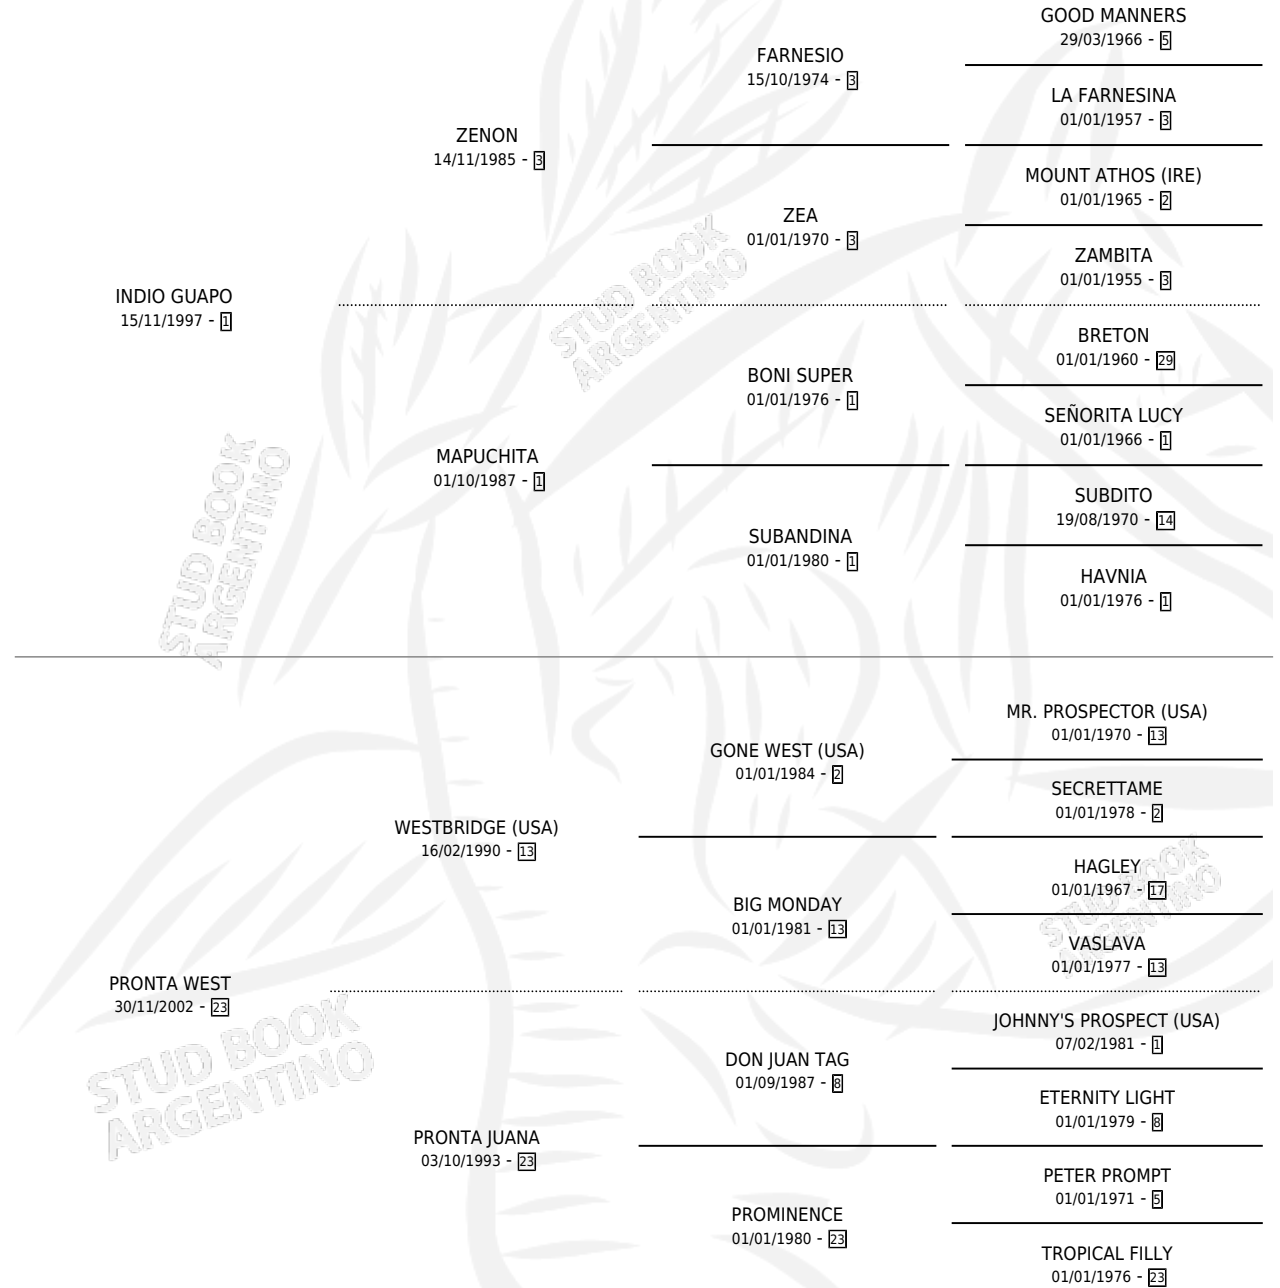 GOOD MANNERS
29/03/1966 - 5
FARNESIO
15/10/1974 - 3
LA FARNESINA
01/01/1957 - 3
ZENON
14/11/1985 - 3
MOUNT ATHOS (IRE)
01/01/1965 - 2
ZEA
01/01/1970 - 3
ZAMBITA
01/01/1955 - 3
INDIO GUAPO
15/11/1997 - 1
BRETON
01/01/1960 - 29
BONI SUPER
01/01/1976 - 1
SEÑORITA LUCY
01/01/1966 - 1
MAPUCHITA
01/10/1987 - 1
SUBDITO
19/08/1970 - 14
SUBANDINA
01/01/1980 - 1
HAVNIA
01/01/1976 - 1
MR. PROSPECTOR (USA)
01/01/1970 - 13
GONE WEST (USA)
01/01/1984 - 2
SECRETTAME
01/01/1978 - 2
WESTBRIDGE (USA)
16/02/1990 - 13
HAGLEY
01/01/1967 - 17
BIG MONDAY
01/01/1981 - 13
VASLAVA
01/01/1977 - 13
PRONTA WEST
30/11/2002 - 23
JOHNNY'S PROSPECT (USA)
07/02/1981 - 1
DON JUAN TAG
01/09/1987 - 8
ETERNITY LIGHT
01/01/1979 - 8
PRONTA JUANA
03/10/1993 - 23
PETER PROMPT
01/01/1971 - 5
PROMINENCE
01/01/1980 - 23
TROPICAL FILLY
01/01/1976 - 23
STUD BOOK
ARGENTINO
STUD BOOK
ARGENTINO
STUD BOOK
ARGENTINO
STUD BOOK
ARGENTINO